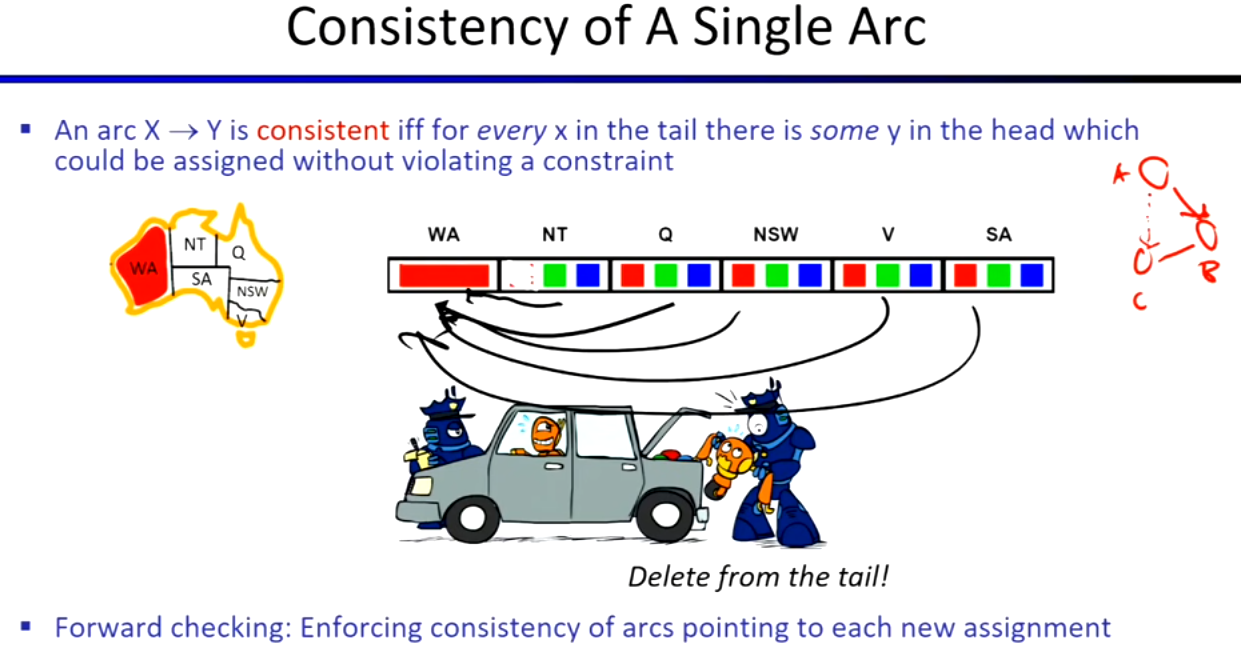 Consistency of A Single Arc
▪ An arc X → Y is consistent iff for every x in the tail there is some y in the head which
could be assigned without violating a constraint
A
B
C
WA
NT
Q
SA
NSW
V
WA NT Q NSW V SA
Delete from the tail!
▪ Forward checking: Enforcing consistency of arcs pointing to each new assignment